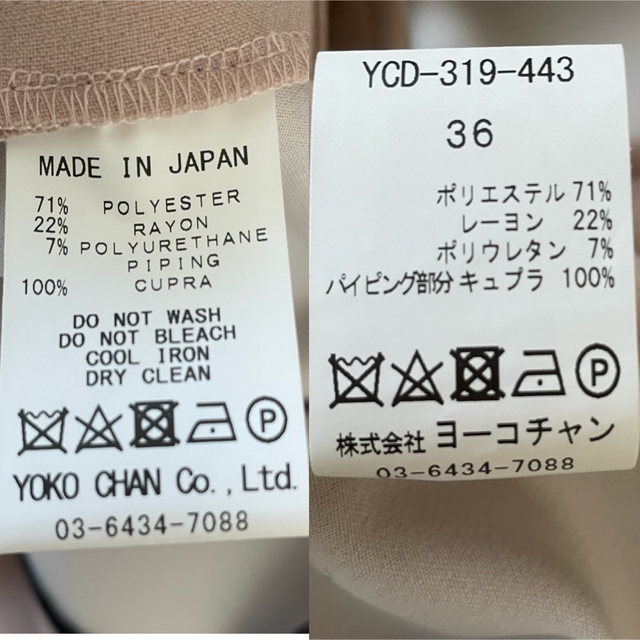 MADE IN JAPAN
71% POLYESTER
22% RAYON
7% POLYURETHANE
PIPING
100% CUPRA
DO NOT WASH
DO NOT BLEACH
COOL IRON
DRY CLEAN
P
YOKO CHAN Co.,Ltd.
03-6434-7088
YCD-319-443
36
ポリエステル 71%
レーヨン 22%
ポリウレタン 7%
パイピング部分 キュプラ 100%
P
株式会社 ヨーコチャン
03-6434-7088